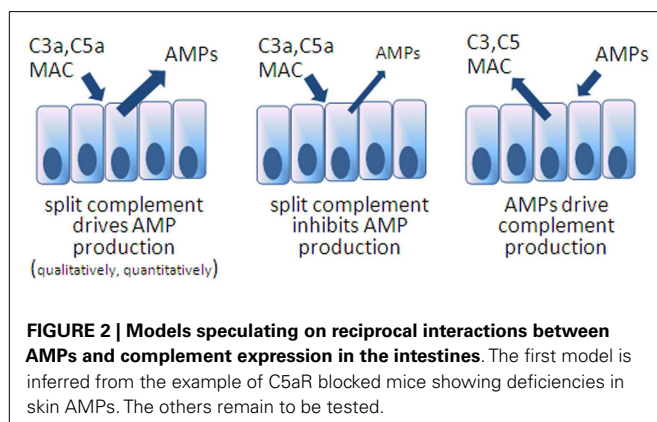 C3a,C5a
MAC
AMPs
split complement
drives AMP
production
(qualitatively, quantitatively)
C3a,C5a
MAC
AMPs
split complement
inhibits AMP
production
C3,C5
MAC
AMPs
AMPs drive
complement
production
FIGURE 2 | Models speculating on reciprocal interactions between
AMPs and complement expression in the intestines. The first model is
inferred from the example of C5aR blocked mice showing deficiencies in
skin AMPs. The others remain to be tested.